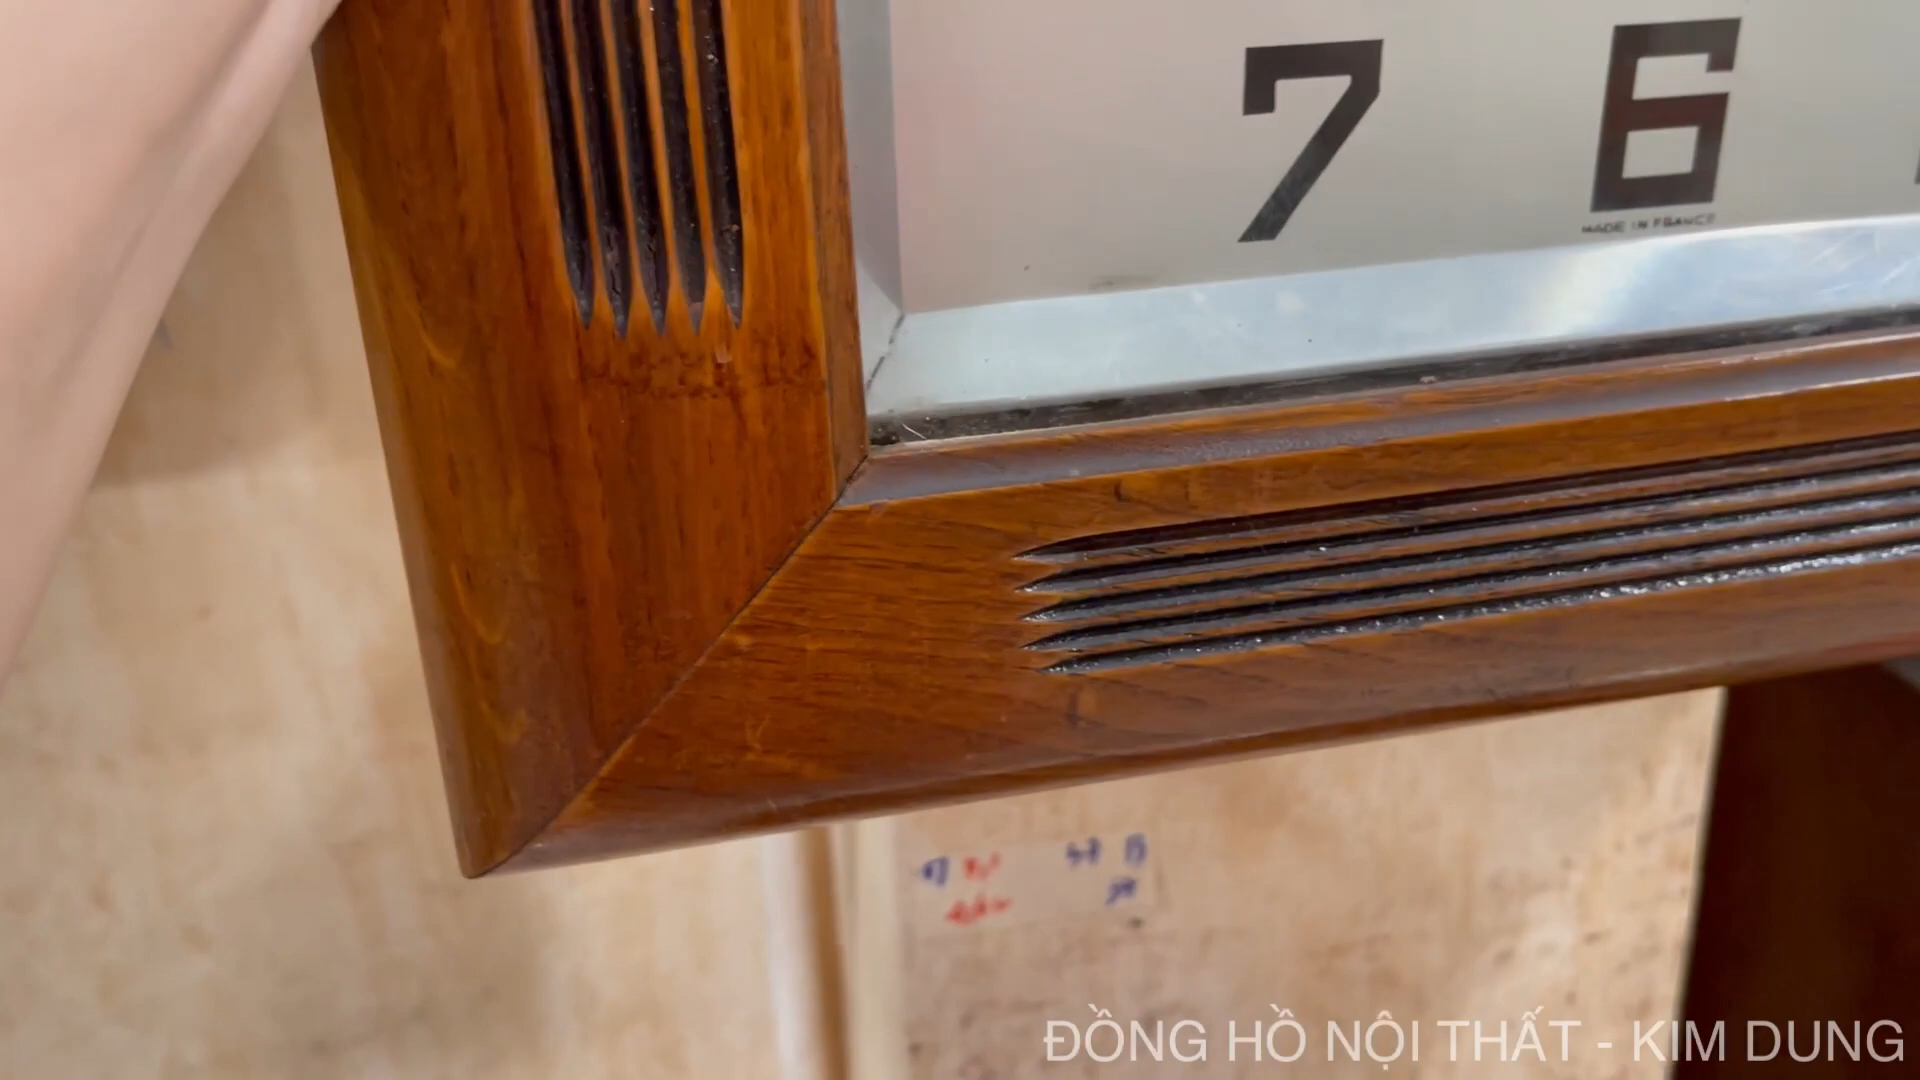 7 6
MADE IN FRANCE
ĐỒNG HỒ NỘI THẤT - KIM DUNG